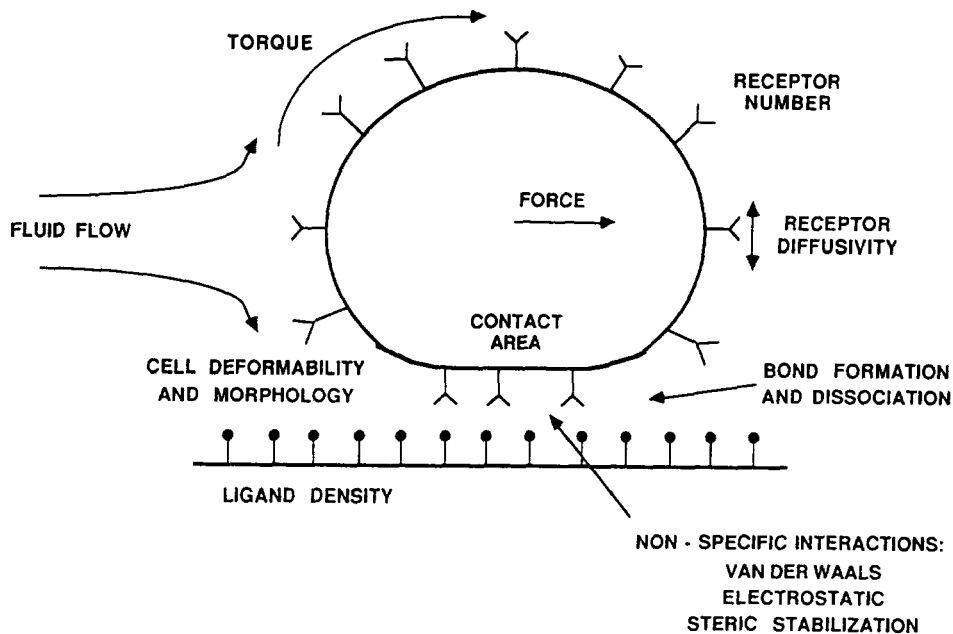 TORQUE
RECEPTOR
NUMBER
FLUID FLOW
FORCE
RECEPTOR
DIFFUSIVITY
CONTACT
AREA
CELL DEFORMABILITY
AND MORPHOLOGY
BOND FORMATION
AND DISSOCIATION
LIGAND DENSITY
NON - SPECIFIC INTERACTIONS:
VAN DER WAALS
ELECTROSTATIC
STERIC STABILIZATION